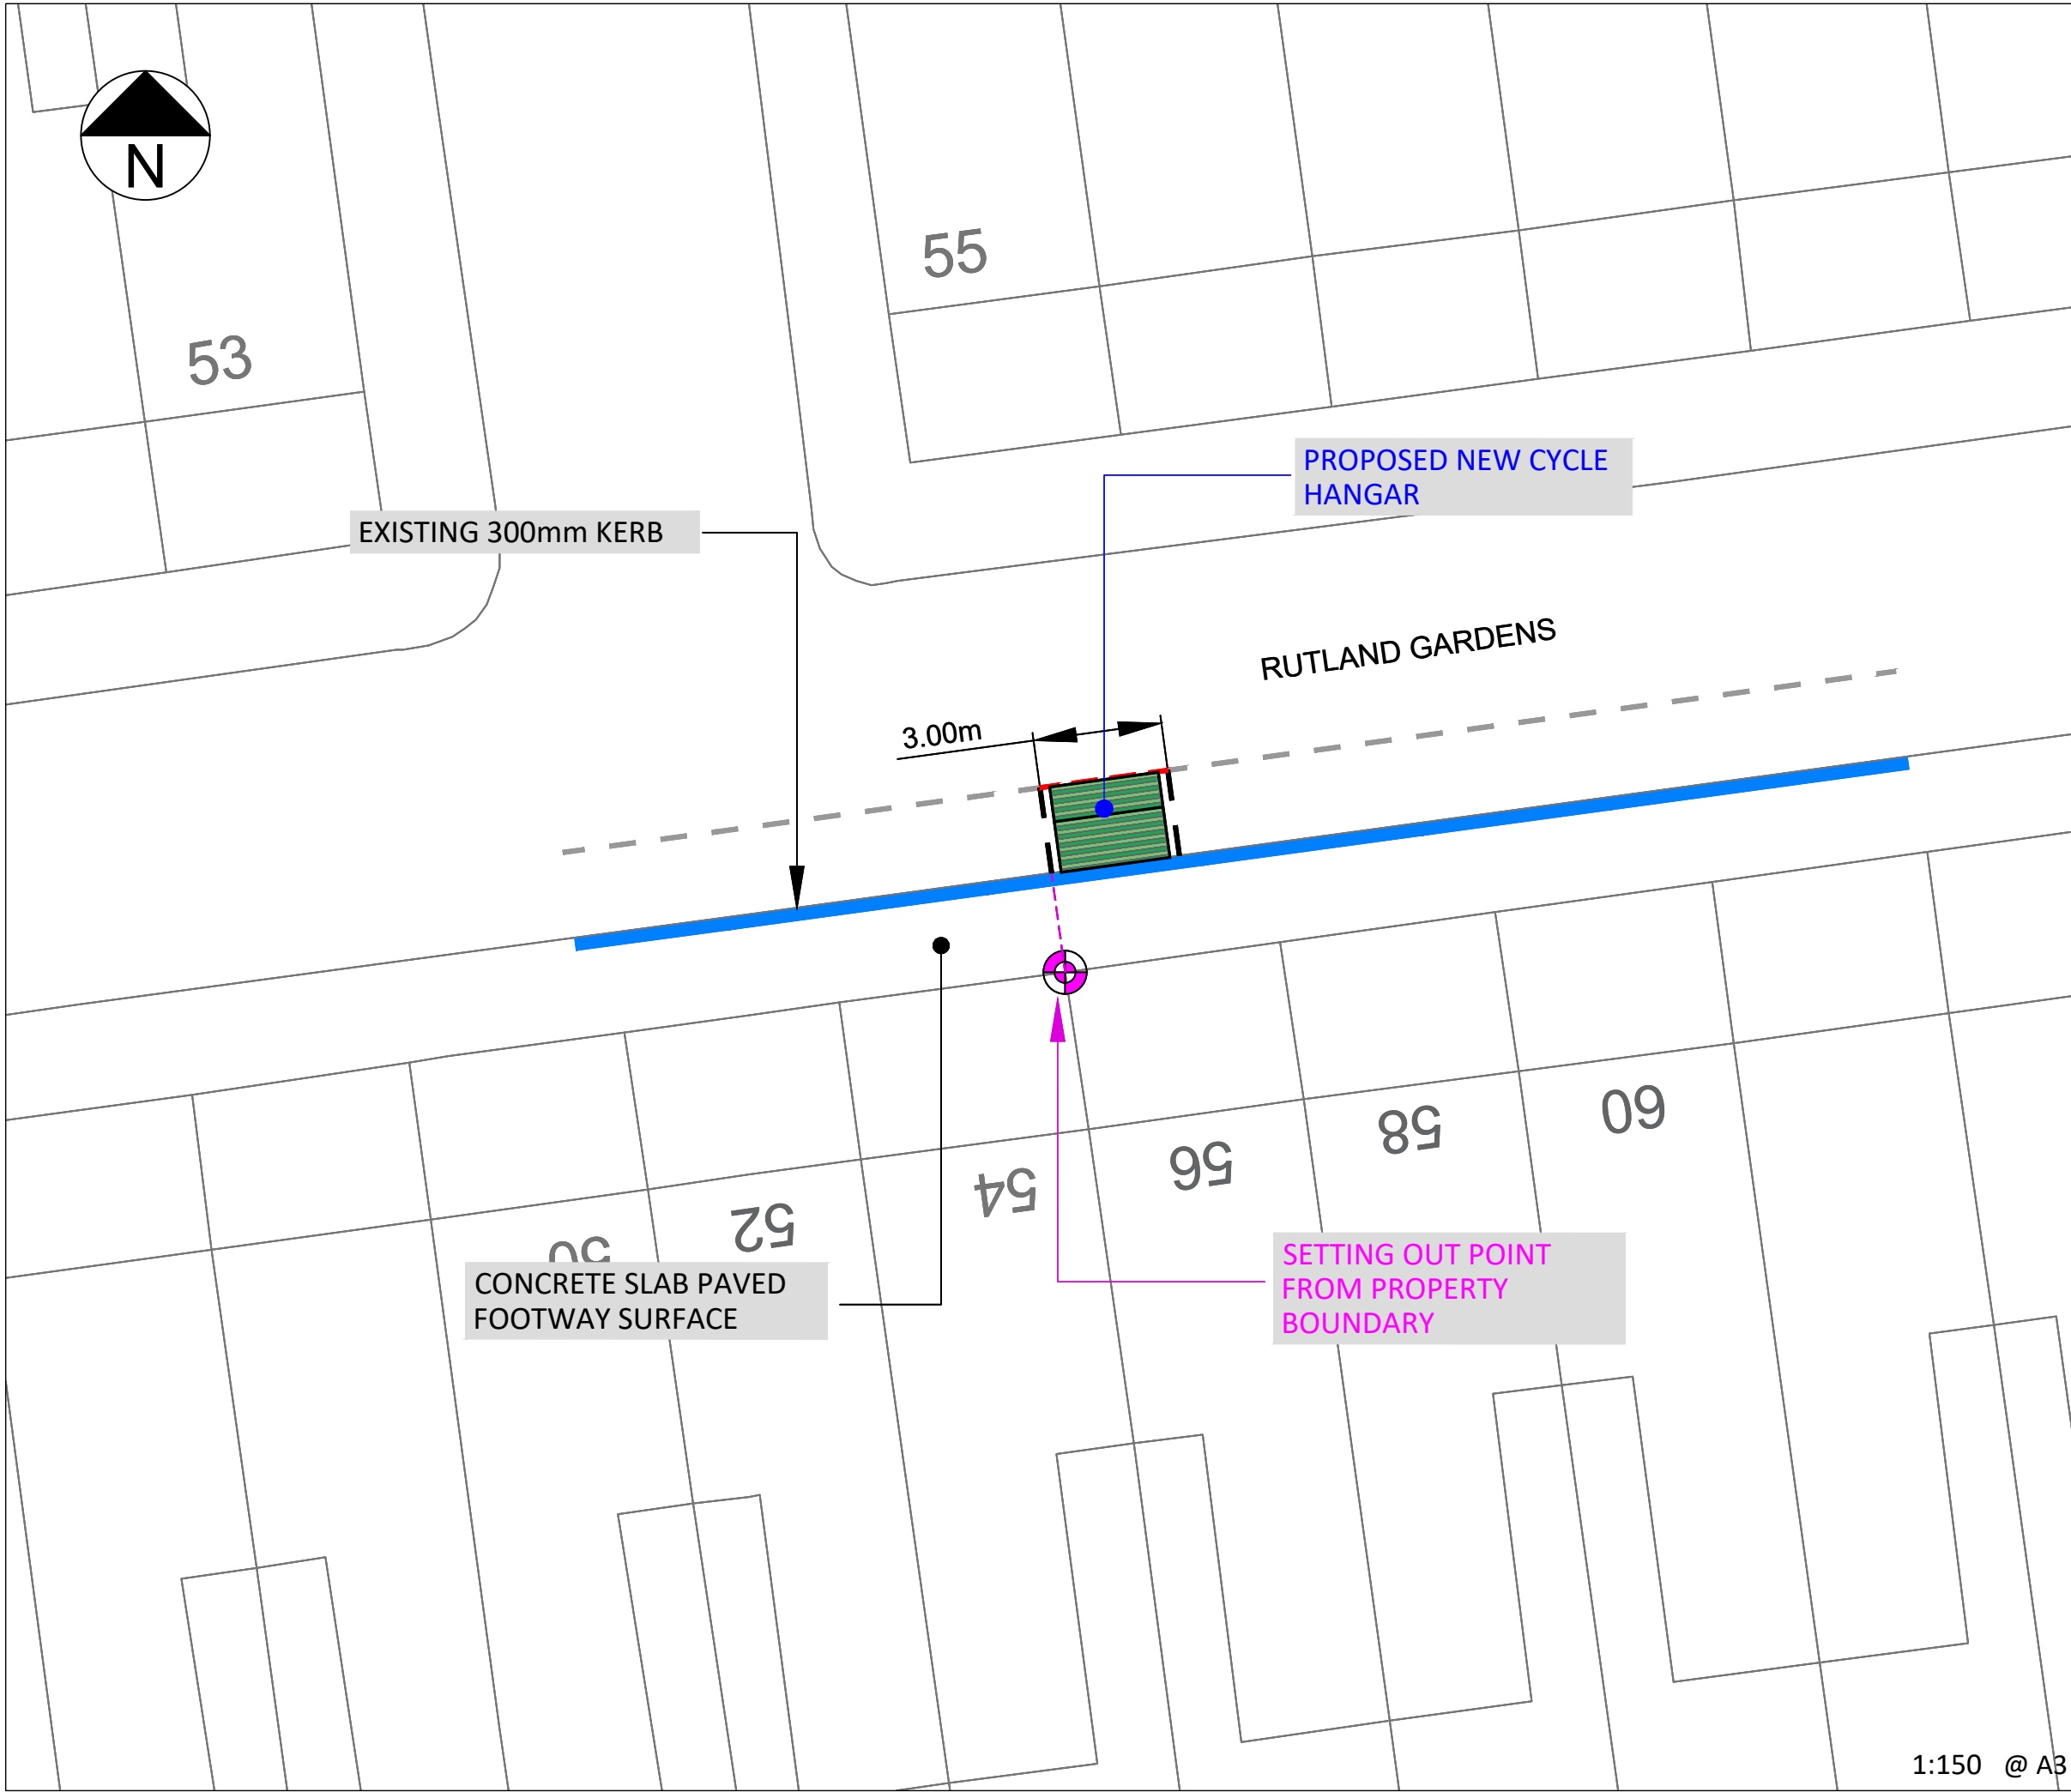 N
55
53
PROPOSED NEW CYCLE
HANGAR
EXISTING 300mm KERB
RUTLAND GARDENS
3.00m
60
58
56
54
52
50
CONCRETE SLAB PAVED
FOOTWAY SURFACE
SETTING OUT POINT
FROM PROPERTY
BOUNDARY
1:150 @ A3